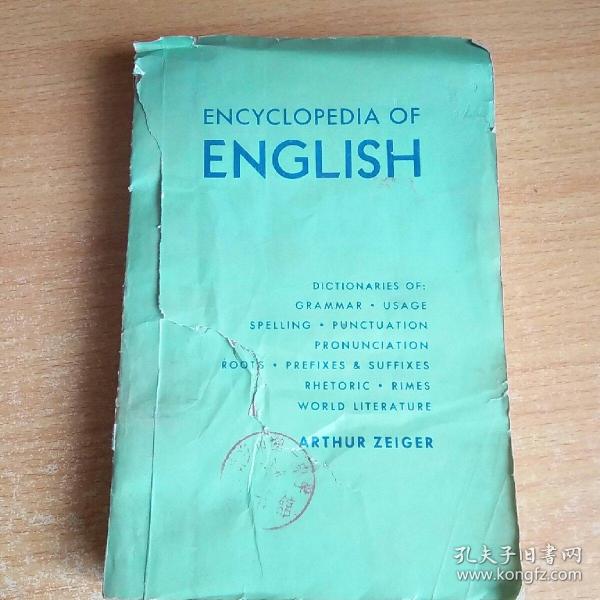 ENCYCLOPEDIA OF
ENGLISH
DICTIONARIES OF:
GRAMMAR • USAGE
SPELLING • PUNCTUATION
PRONUNCIATION
ROOTS • PREFIXES & SUFFIXES
RHETORIC • RIMES
WORLD LITERATURE
ARTHUR ZEIGER
孔夫子旧书网
www.kongfz.com